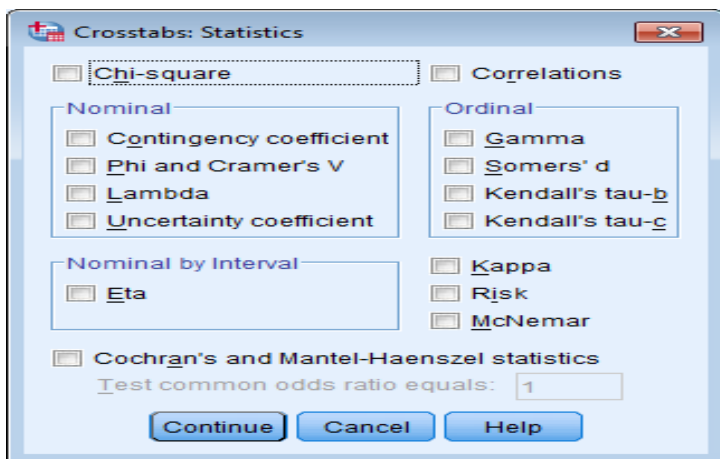 Crosstabs: Statistics
Chi-square
Correlations
Nominal
Contingency coefficient
Phi and Cramer's V
Lambda
Uncertainty coefficient
Ordinal
Gamma
Somers' d
Kendall's tau-b
Kendall's tau-c
Nominal by Interval
Eta
Kappa
Risk
McNemar
Cochran's and Mantel-Haenszel statistics
Test common odds ratio equals: 1
Continue Cancel Help